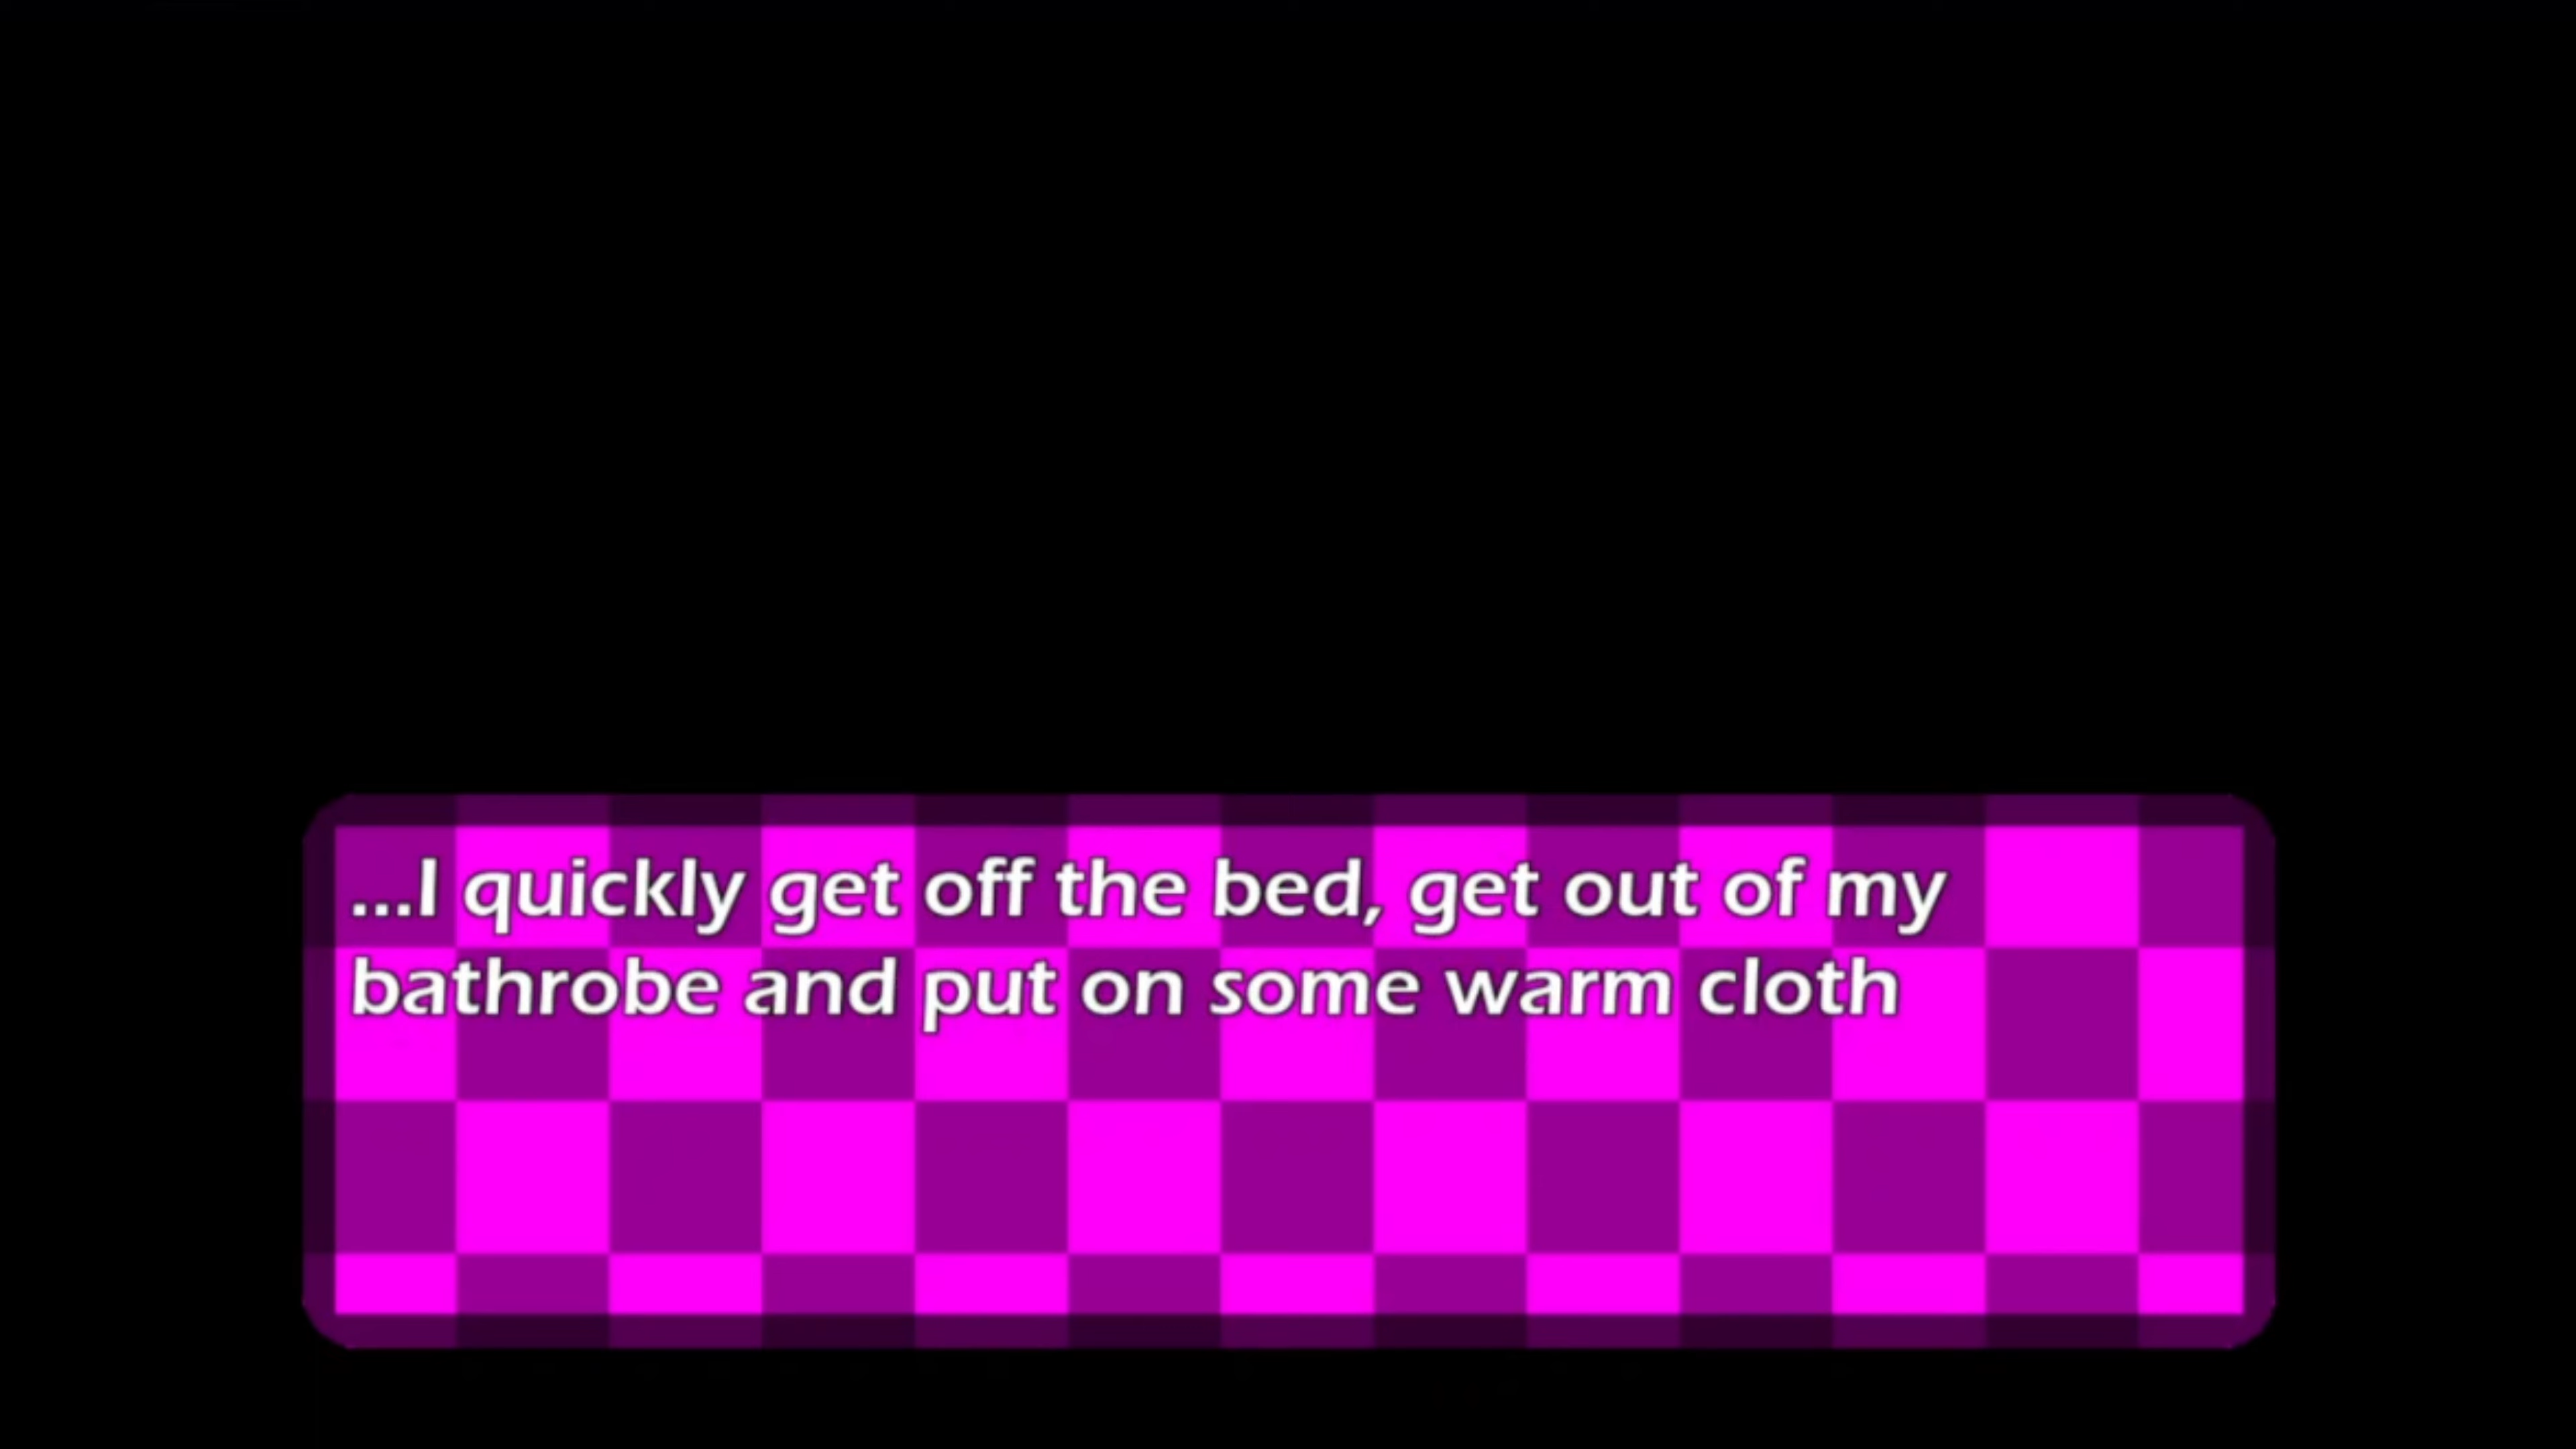 ...I quickly get off the bed, get out of my
bathrobe and put on some warm cloth